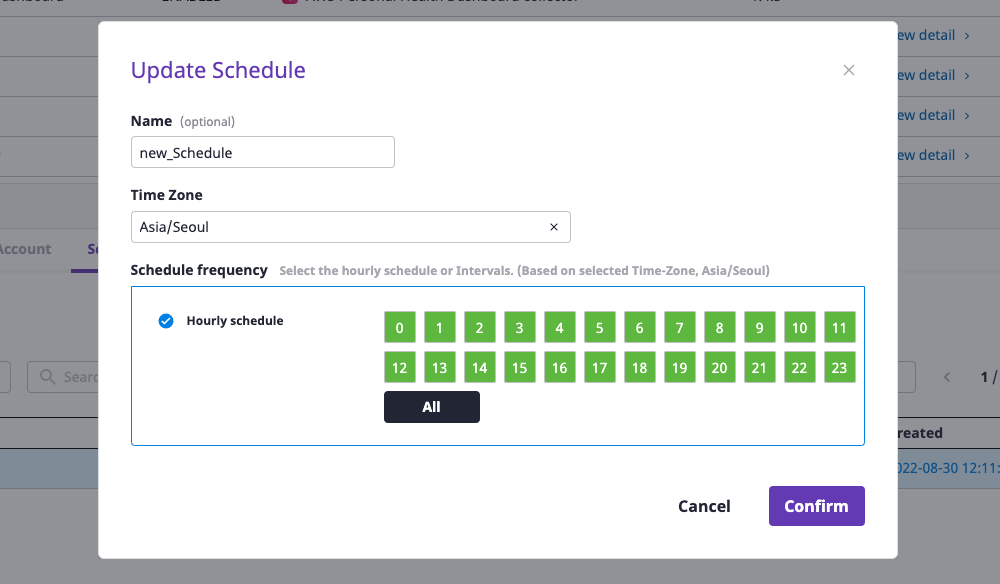 Update Schedule
ew detail
ew detail
Name (optional)
ew detail
new_Schedule
ew detail
Time Zone
Asia/Seoul
Account
Schedule frequency Select the hourly schedule or Intervals. (Based on selected Time-Zone, Asia/Seoul)
Hourly schedule
0 1 2 3 4 5 6 7 8 9 10 11
12 13 14 15 16 17 18 19 20 21 22 23
Searc
1 /
All
reated
022-08-30 12:11:
Cancel
Confirm